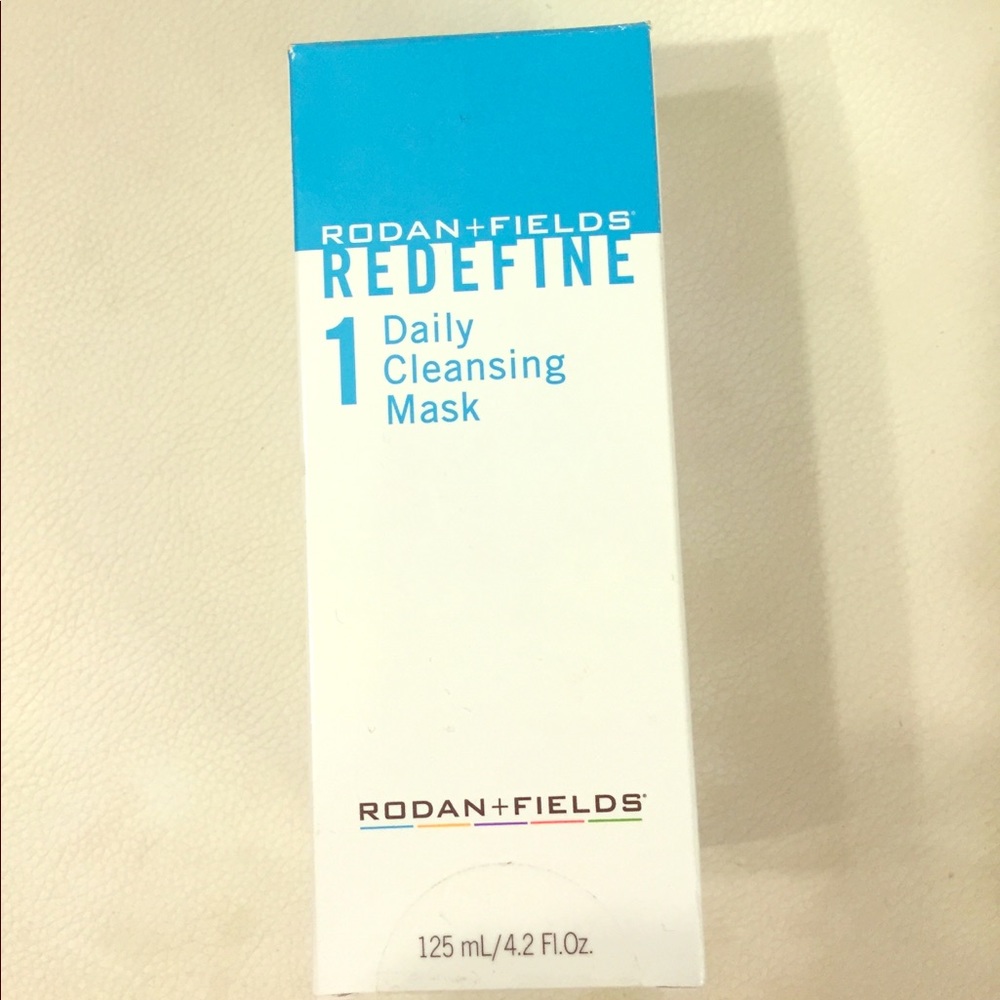 RODAN+FIELDS®
REDEFINE
1 Daily
Cleansing
Mask
RODAN+FIELDS®
125 mL/4.2 Fl.Oz.